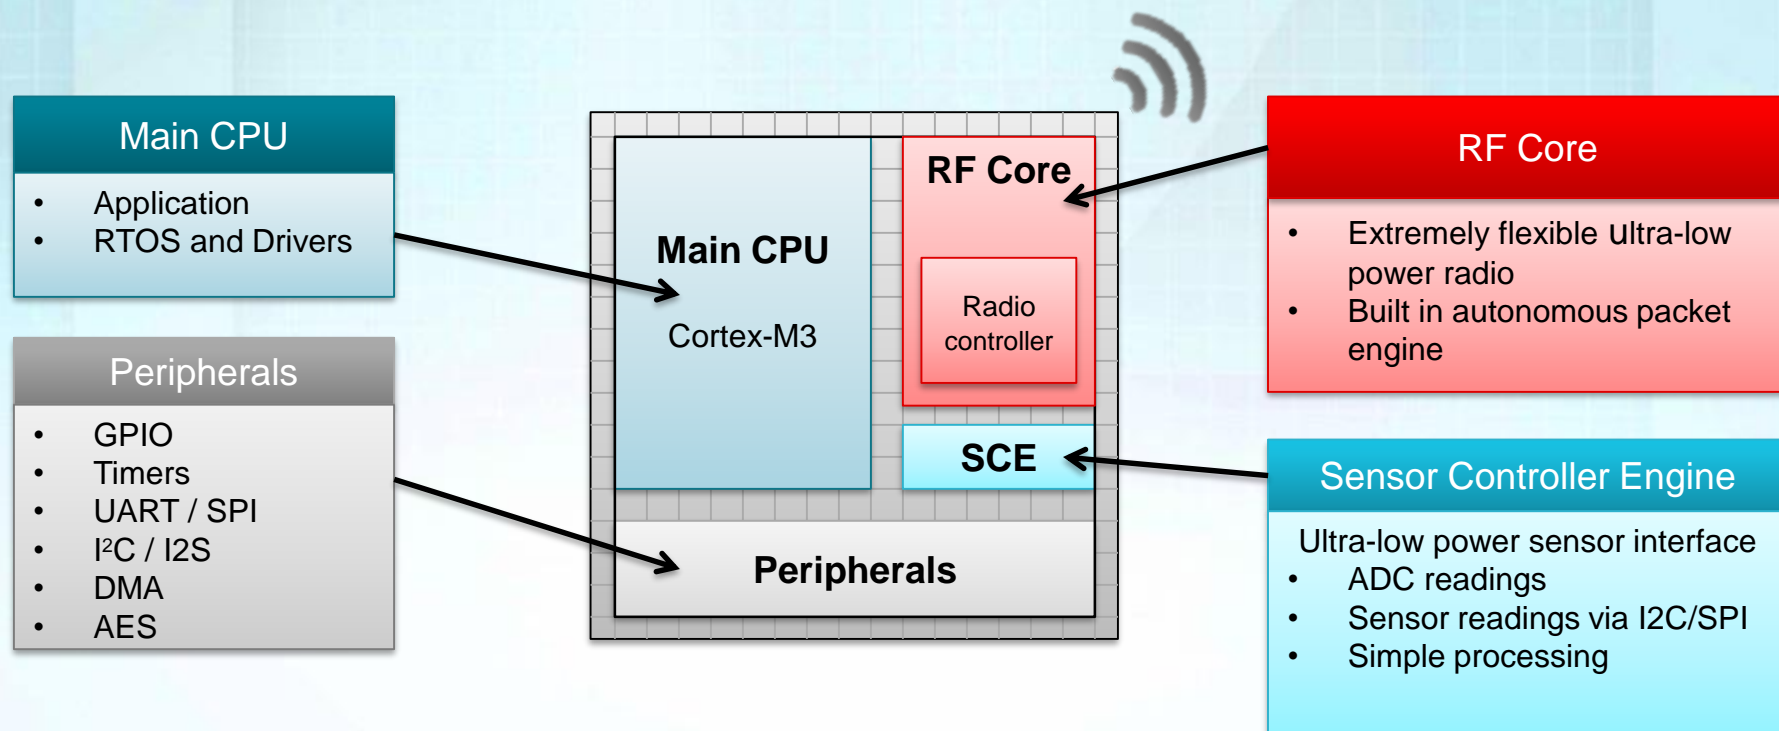 Main CPU
• Application
• RTOS and Drivers
Peripherals
• GPIO
• Timers
• UART / SPI
• I²C / I2S
• DMA
• AES
Main CPU
Cortex-M3
RF Core
Radio
controller
SCE
Peripherals
RF Core
• Extremely flexible ultra-low
power radio
• Built in autonomous packet
engine
Sensor Controller Engine
Ultra-low power sensor interface
• ADC readings
• Sensor readings via I2C/SPI
• Simple processing